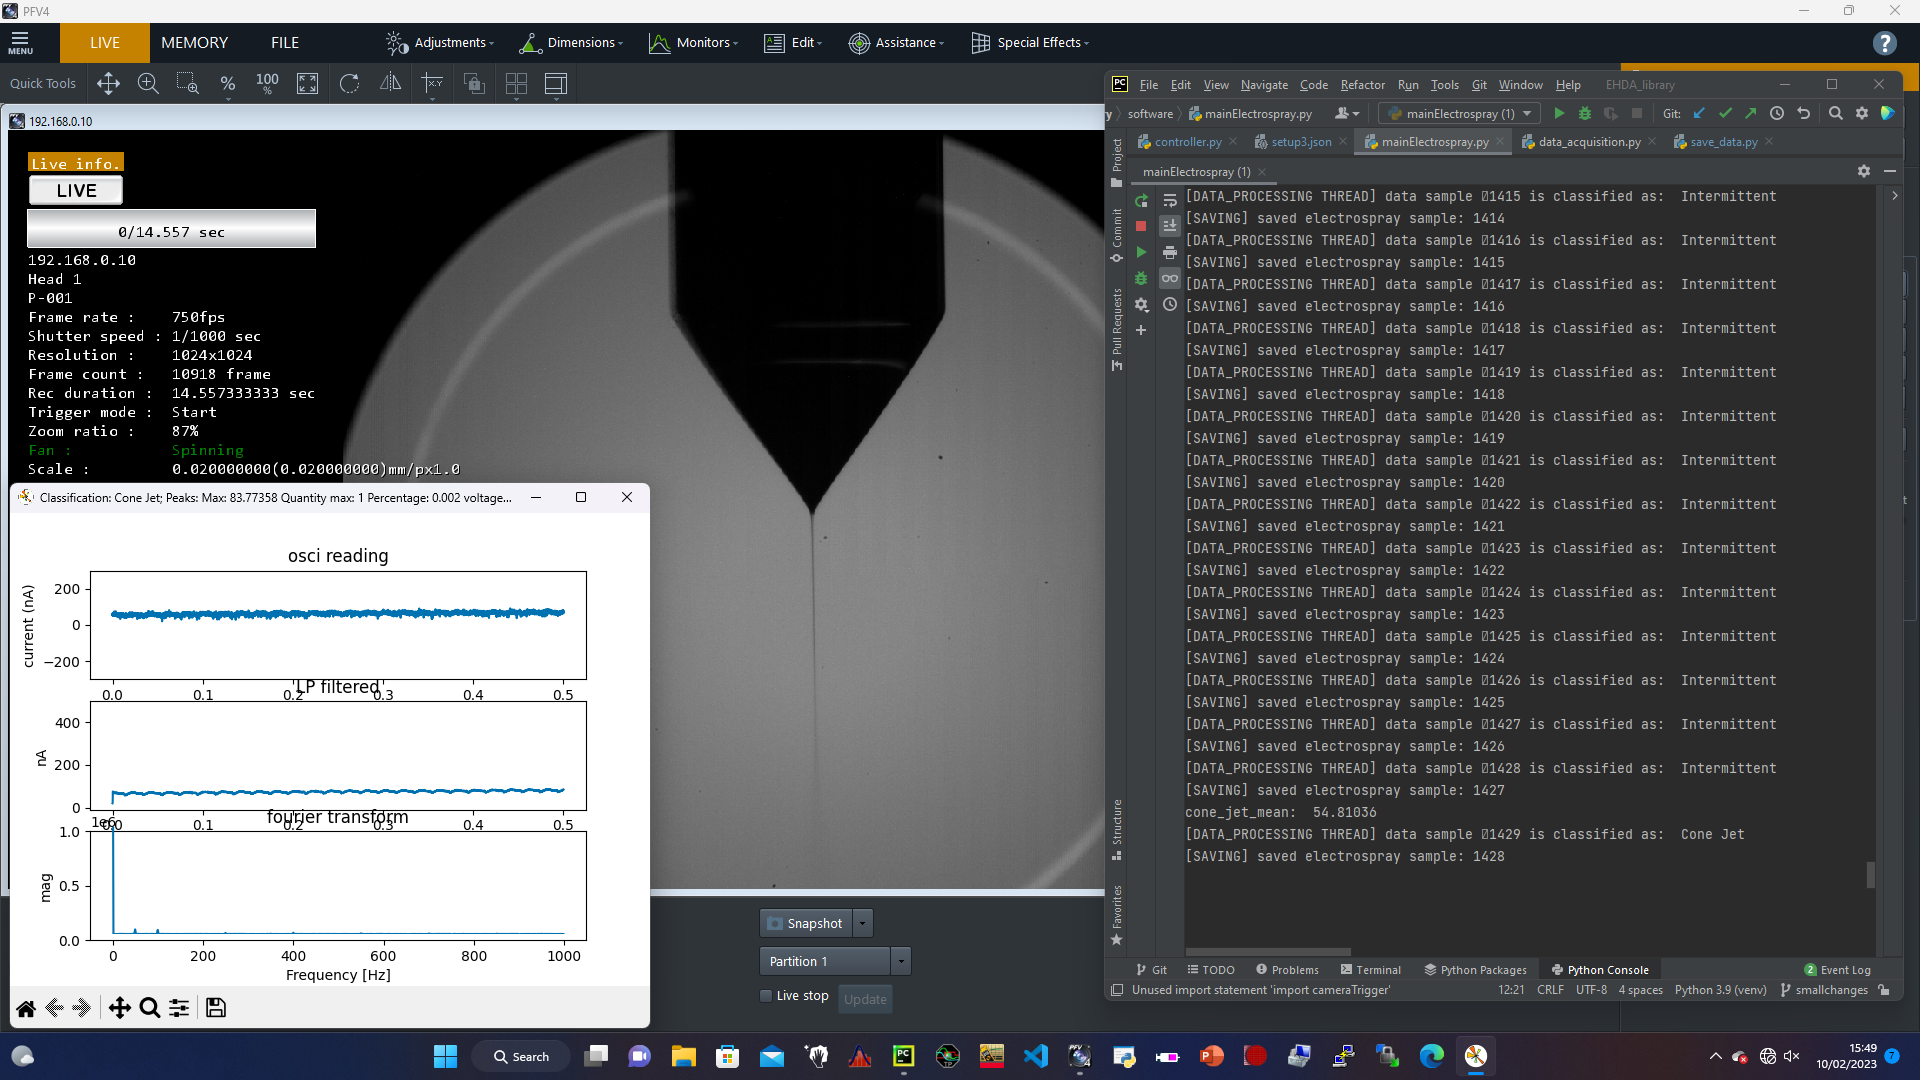 PFV4
MENU
LIVE
MEMORY
FILE
Adjustments
Dimensions
Monitors
Edit
Assistance
Special Effects
Quick Tools
%
100
%
192.168.0.10
Live info.
LIVE
0/14.557 sec
192.168.0.10
Head 1
P-001
Frame rate : 750fps
Shutter speed : 1/1000 sec
Resolution : 1024x1024
Frame count : 10918 frame
Rec duration : 14.557333333 sec
Trigger mode : Start
Zoom ratio : 87%
Fan : Spinning
Scale : 0.020000000(0.020000000)mm/px1.0
Classification: Cone Jet; Peaks: Max: 83.77358 Quantity max: 1 Percentage: 0.002 voltage...
osci reading
current (nA)
200
0
−200
0.0 0.1 0.2 0.3 0.4 0.5
LP filtered
nA
400
200
0
0.0 0.1 0.2 0.3 0.4 0.5
fourier transform
1e6
mag
1.0
0.5
0.0
0 200 400 600 800 1000
Frequency [Hz]
Snapshot
Partition 1
Live stop
Update
PC
File Edit View Navigate Code Refactor Run Tools Git Window Help
EHDA_library
y
software
mainElectrospray.py
mainElectrospray (1)
Git:
controller.py
setup3.json
mainElectrospray.py
data_acquisition.py
save_data.py
mainElectrospray (1)
Project
Commit
Pull Requests
Structure
Favorites
[DATA_PROCESSING THREAD] data sample 1415 is classified as: Intermittent
[SAVING] saved electrospray sample: 1414
[DATA_PROCESSING THREAD] data sample 1416 is classified as: Intermittent
[SAVING] saved electrospray sample: 1415
[DATA_PROCESSING THREAD] data sample 1417 is classified as: Intermittent
[SAVING] saved electrospray sample: 1416
[DATA_PROCESSING THREAD] data sample 1418 is classified as: Intermittent
[SAVING] saved electrospray sample: 1417
[DATA_PROCESSING THREAD] data sample 1419 is classified as: Intermittent
[SAVING] saved electrospray sample: 1418
[DATA_PROCESSING THREAD] data sample 1420 is classified as: Intermittent
[SAVING] saved electrospray sample: 1419
[DATA_PROCESSING THREAD] data sample 1421 is classified as: Intermittent
[SAVING] saved electrospray sample: 1420
[DATA_PROCESSING THREAD] data sample 1422 is classified as: Intermittent
[SAVING] saved electrospray sample: 1421
[DATA_PROCESSING THREAD] data sample 1423 is classified as: Intermittent
[SAVING] saved electrospray sample: 1422
[DATA_PROCESSING THREAD] data sample 1424 is classified as: Intermittent
[SAVING] saved electrospray sample: 1423
[DATA_PROCESSING THREAD] data sample 1425 is classified as: Intermittent
[SAVING] saved electrospray sample: 1424
[DATA_PROCESSING THREAD] data sample 1426 is classified as: Intermittent
[SAVING] saved electrospray sample: 1425
[DATA_PROCESSING THREAD] data sample 1427 is classified as: Intermittent
[SAVING] saved electrospray sample: 1426
[DATA_PROCESSING THREAD] data sample 1428 is classified as: Intermittent
[SAVING] saved electrospray sample: 1427
cone_jet_mean: 54.81036
[DATA_PROCESSING THREAD] data sample 1429 is classified as: Cone Jet
[SAVING] saved electrospray sample: 1428
Git
TODO
Problems
Terminal
Python Packages
Python Console
2 Event Log
Unused import statement 'import cameraTrigger'
12:21 CRLF UTF-8 4 spaces Python 3.9 (venv) smallchanges
Search
15:49
10/02/2023
7